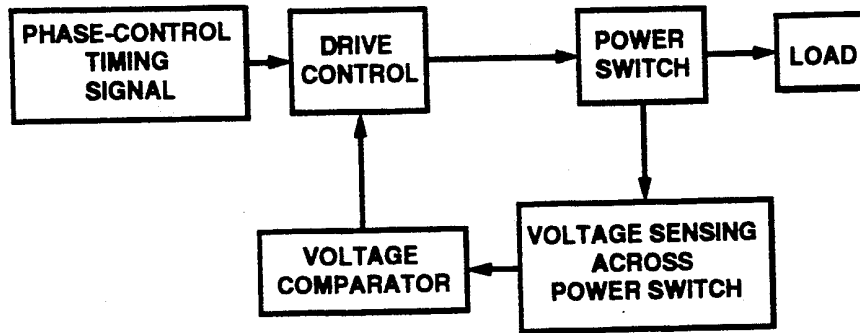 PHASE-CONTROL
TIMING
SIGNAL
DRIVE
CONTROL
POWER
SWITCH
LOAD
VOLTAGE
COMPARATOR
VOLTAGE SENSING
ACROSS
POWER SWITCH